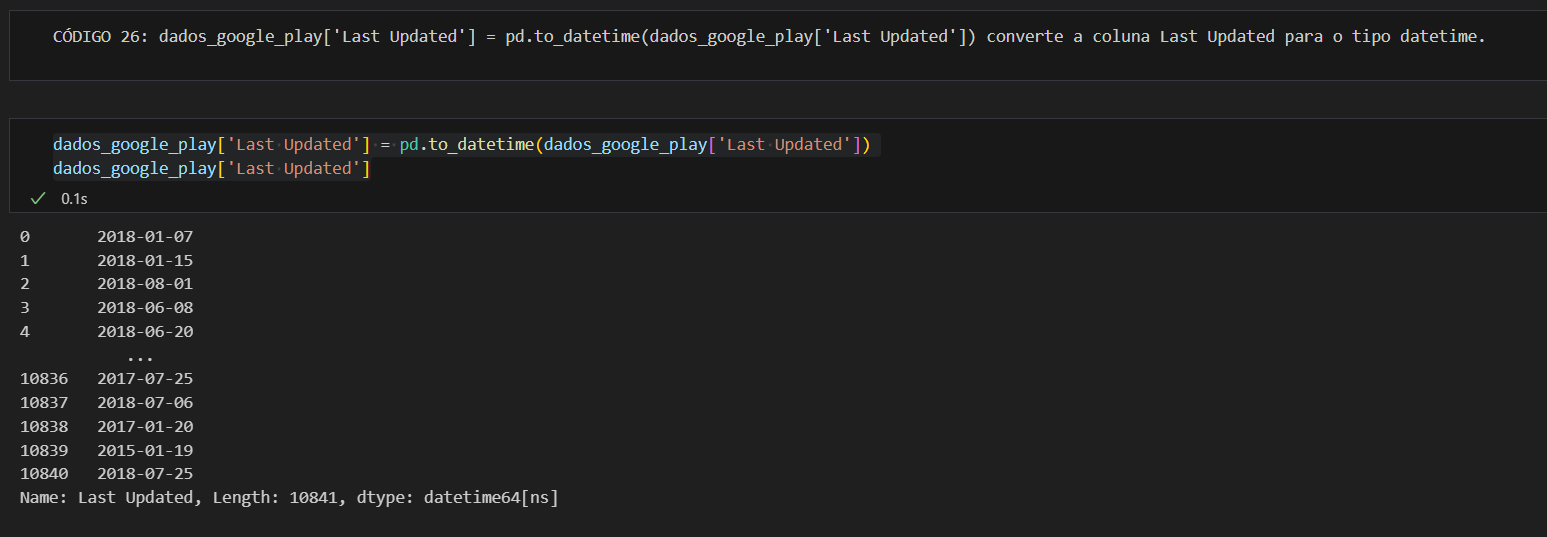 CÓDIGO 26: dados_google_play['Last Updated'] = pd.to_datetime(dados_google_play['Last Updated']) converte a coluna Last Updated para o tipo datetime.
dados_google_play['Last Updated'] = pd.to_datetime(dados_google_play['Last Updated'])
dados_google_play['Last Updated']
0.1s
0 2018-01-07
1 2018-01-15
2 2018-08-01
3 2018-06-08
4 2018-06-20
...
10836 2017-07-25
10837 2018-07-06
10838 2017-01-20
10839 2015-01-19
10840 2018-07-25
Name: Last Updated, Length: 10841, dtype: datetime64[ns]